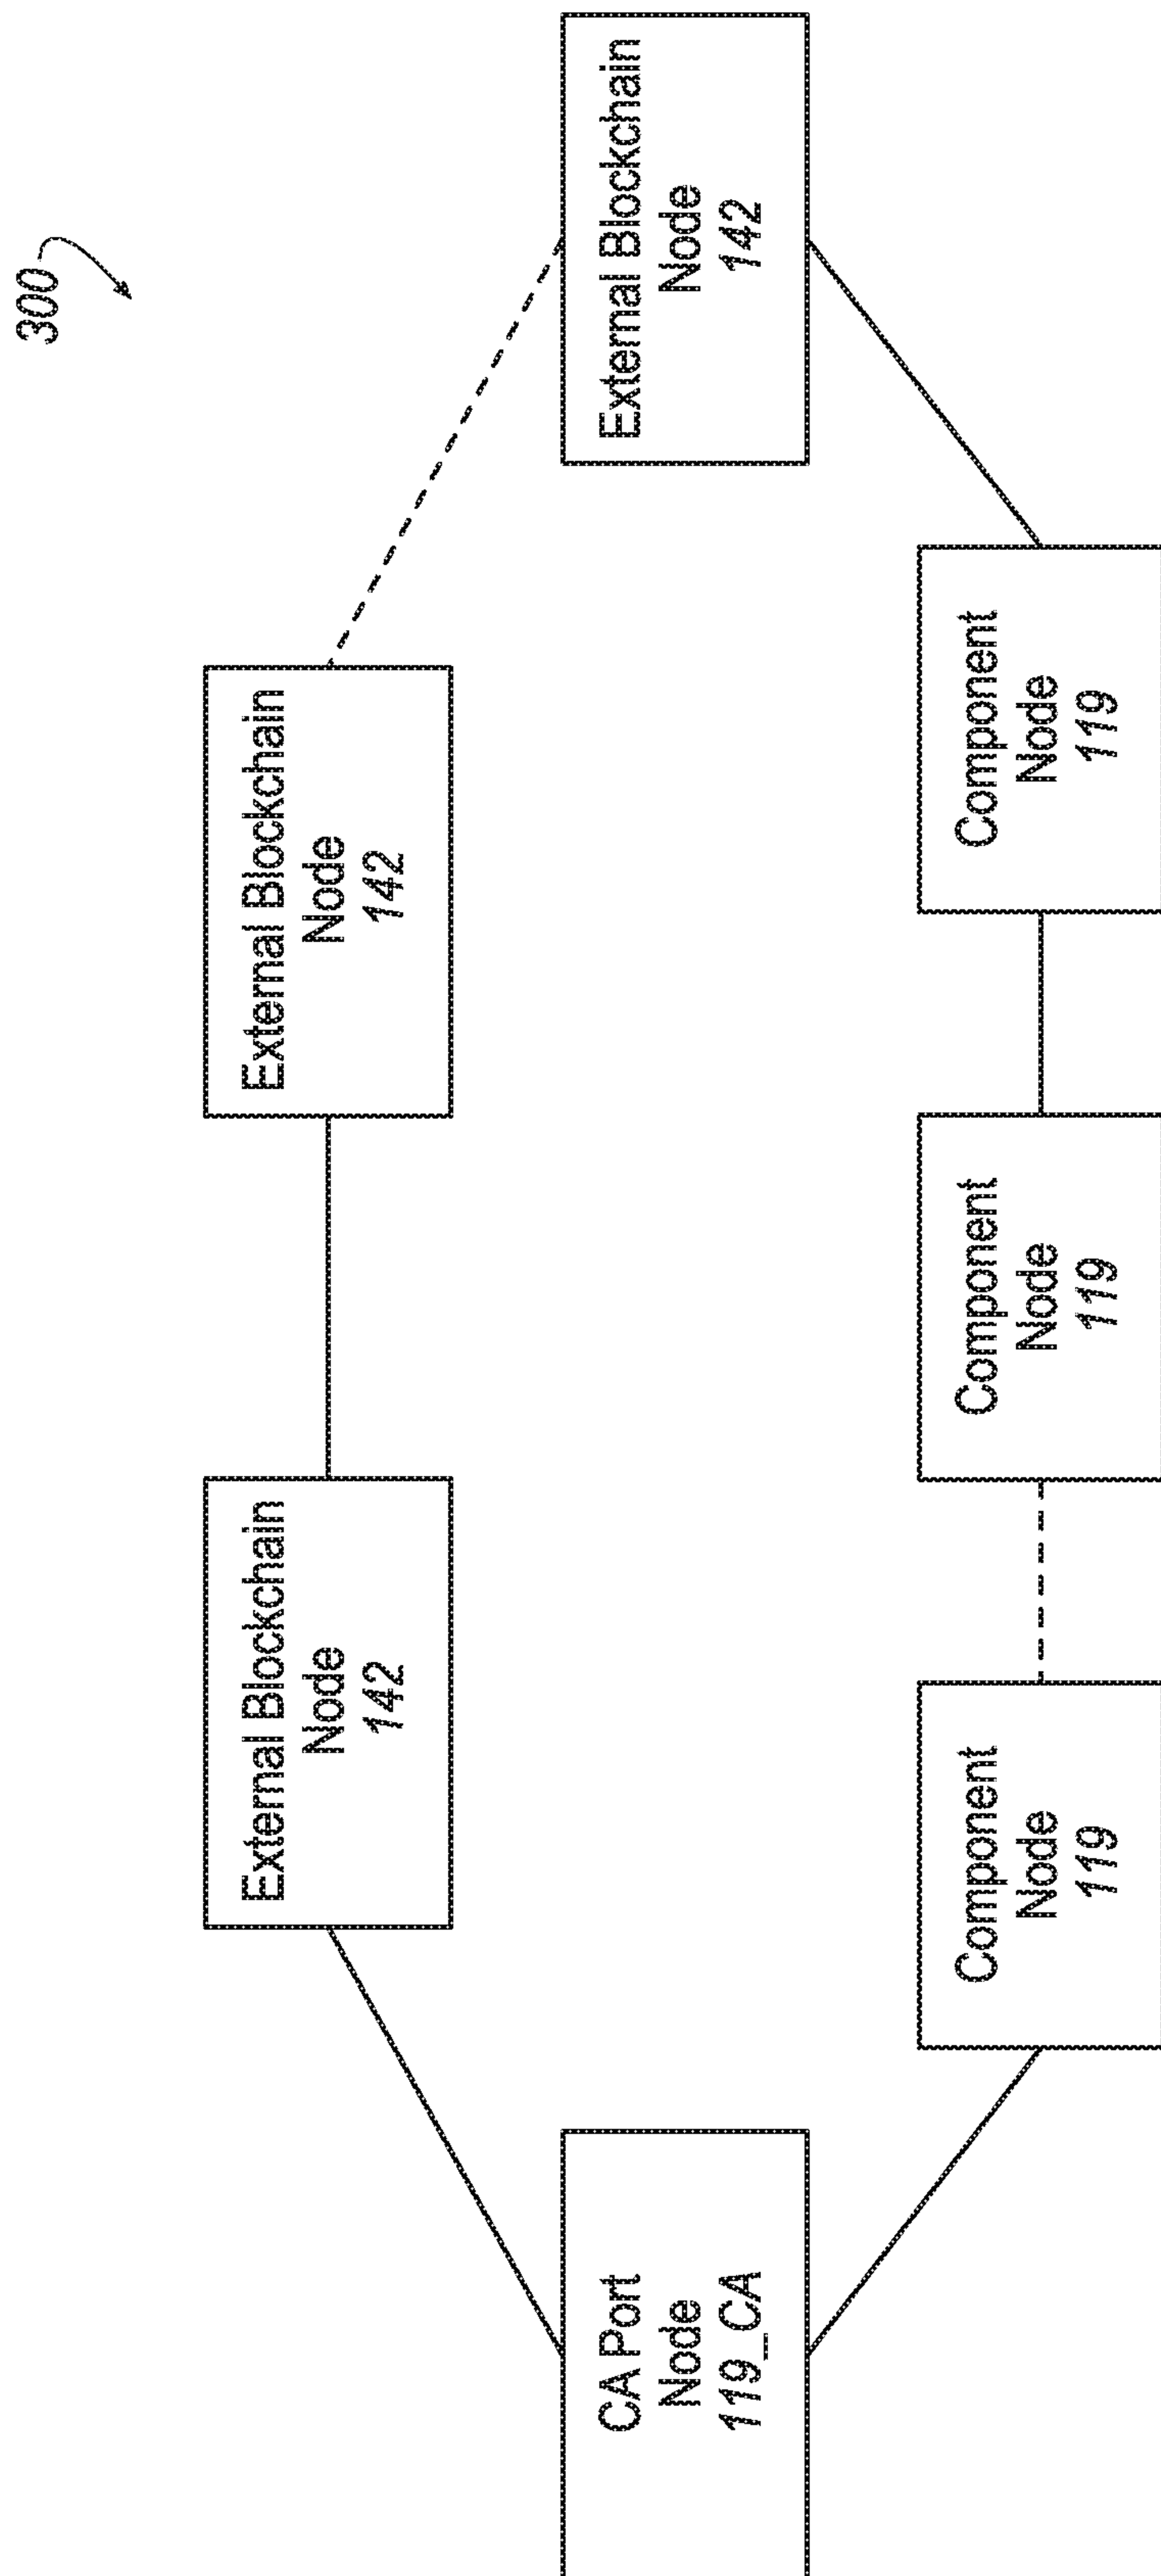 300
External Blockchain
Node
142
External Blockchain
Node
142
External Blockchain
Node
142
CA Port
Node
119_CA
Component
Node
119
Component
Node
119
Component
Node
119